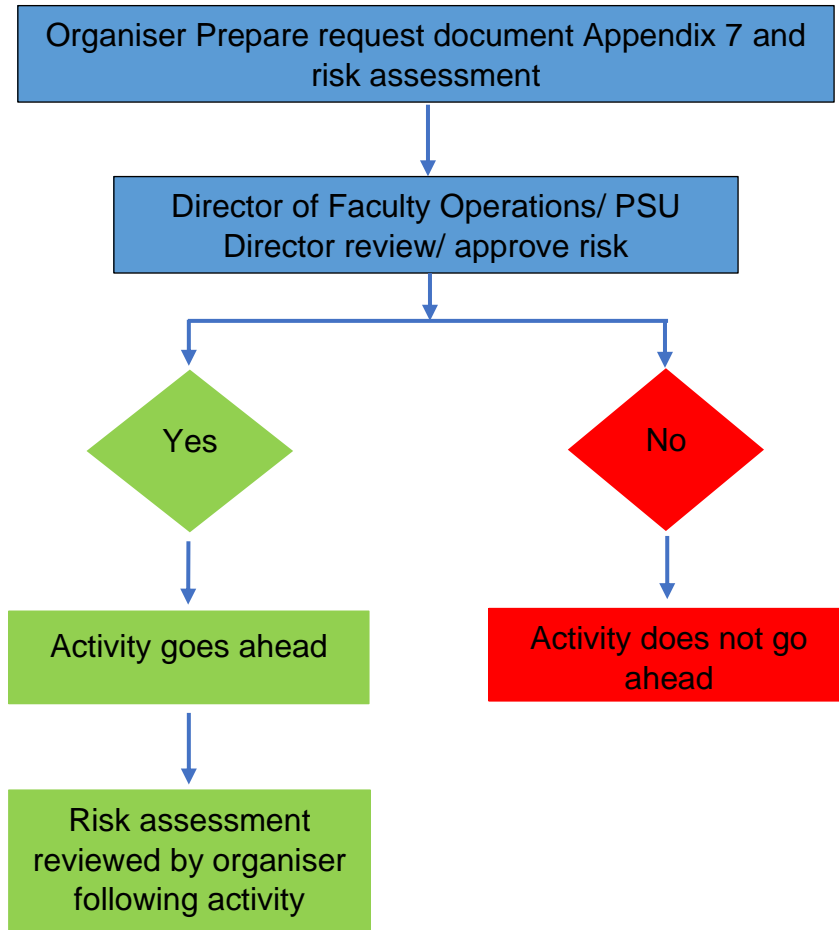 Organiser Prepare request document Appendix 7 and
risk assessment
Director of Faculty Operations/ PSU
Director review/ approve risk
Yes
No
Activity goes ahead
Activity does not go
ahead
Risk assessment
reviewed by organiser
following activity